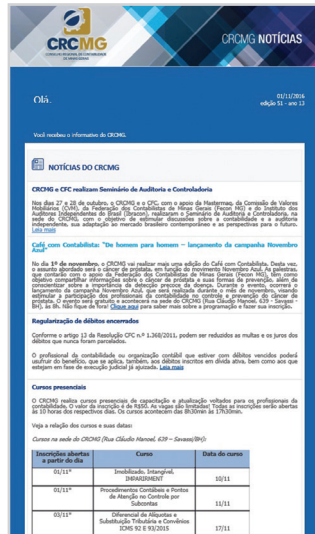 CRCMG
CONSELHO REGIONAL DE CONTABILIDADE
DE MINAS GERAIS
CRCMG NOTÍCIAS
Olá.
01/11/2016
edição 51 - ano 13
Você recebeu o informativo do CRCMG.
NOTÍCIAS DO CRCMG
CRCMG e CFC realizam Seminário de Auditoria e Controladoria
Nos dias 27 e 28 de outubro, o CRCMG e o CFC, com o apoio da Mastermaq, da Comissão de Valores
Mobiliários (CVM), da Federação dos Contabilistas de Minas Gerais (Fecon MG) e do Instituto dos
Auditores Independentes do Brasil (Ibracon), realizaram o Seminário de Auditoria e Controladoria, na
sede do CRCMG, com o objetivo de estimular discussões sobre a contabilidade e a auditoria
independente, sua adaptação ao mercado brasileiro contemporâneo e as perspectivas para o futuro.
Leia mais
Café com Contabilista: "De homem para homem – lançamento da campanha Novembro
Azul"
No dia 1º de novembro, o CRCMG vai realizar mais uma edição do Café com Contabilista. Desta vez,
o assunto abordado será o câncer de próstata, em função do movimento Novembro Azul. As palestras,
que contarão com o apoio da Federação dos Contabilistas de Minas Gerais (Fecon MG), têm como
objetivo compartilhar informações sobre o câncer de próstata e suas formas de prevenção, além de
conscientizar sobre a importância da detecção precoce da doença. Durante o evento, ocorrerá o
lançamento da campanha Novembro Azul, que será realizada durante o mês de novembro, visando
estimular a participação dos profissionais da contabilidade no controle e prevenção do câncer de
próstata. O evento será gratuito e acontecerá na sede do CRCMG (Rua Cláudio Manoel, 639 - Savassi -
BH), às 8h. Não fique de fora! Clique aqui para saber mais sobre a programação e fazer sua inscrição.
Regularização de débitos encerrados
Conforme o artigo 13 da Resolução CFC n.º 1.368/2011, podem ser reduzidos as multas e os juros dos
débitos que nunca foram parcelados.
O profissional da contabilidade ou organização contábil que estiver com débitos vencidos poderá
usufruir do benefício, que se aplica, também, aos débitos inscritos em dívida ativa, bem como aos que
estejam em fase de execução judicial já ajuizada. Leia mais
Cursos presenciais
O CRCMG realiza cursos presenciais de capacitação e atualização voltados para os profissionais da
contabilidade. O valor da inscrição é de R$50. As vagas são limitadas! Todas as inscrições serão abertas
às 10 horas dos respectivos dias. Os cursos acontecem das 8h30min às 17h30min.
Veja a relação dos cursos e suas datas:
Cursos na sede do CRCMG (Rua Cláudio Manoel, 639 – Savassi/BH):
Inscrições abertas a partir do dia Curso Data do curso
01/11* Imobilizado, Intangível,
IMPAIRMENT 10/11
01/11* Procedimentos Contábeis e Pontos
de Atenção no Controle por
Subcontas 11/11
03/11* Diferencial de Alíquotas e
Substituição Tributária e Convênios
ICMS 92 E 93/2015 17/11